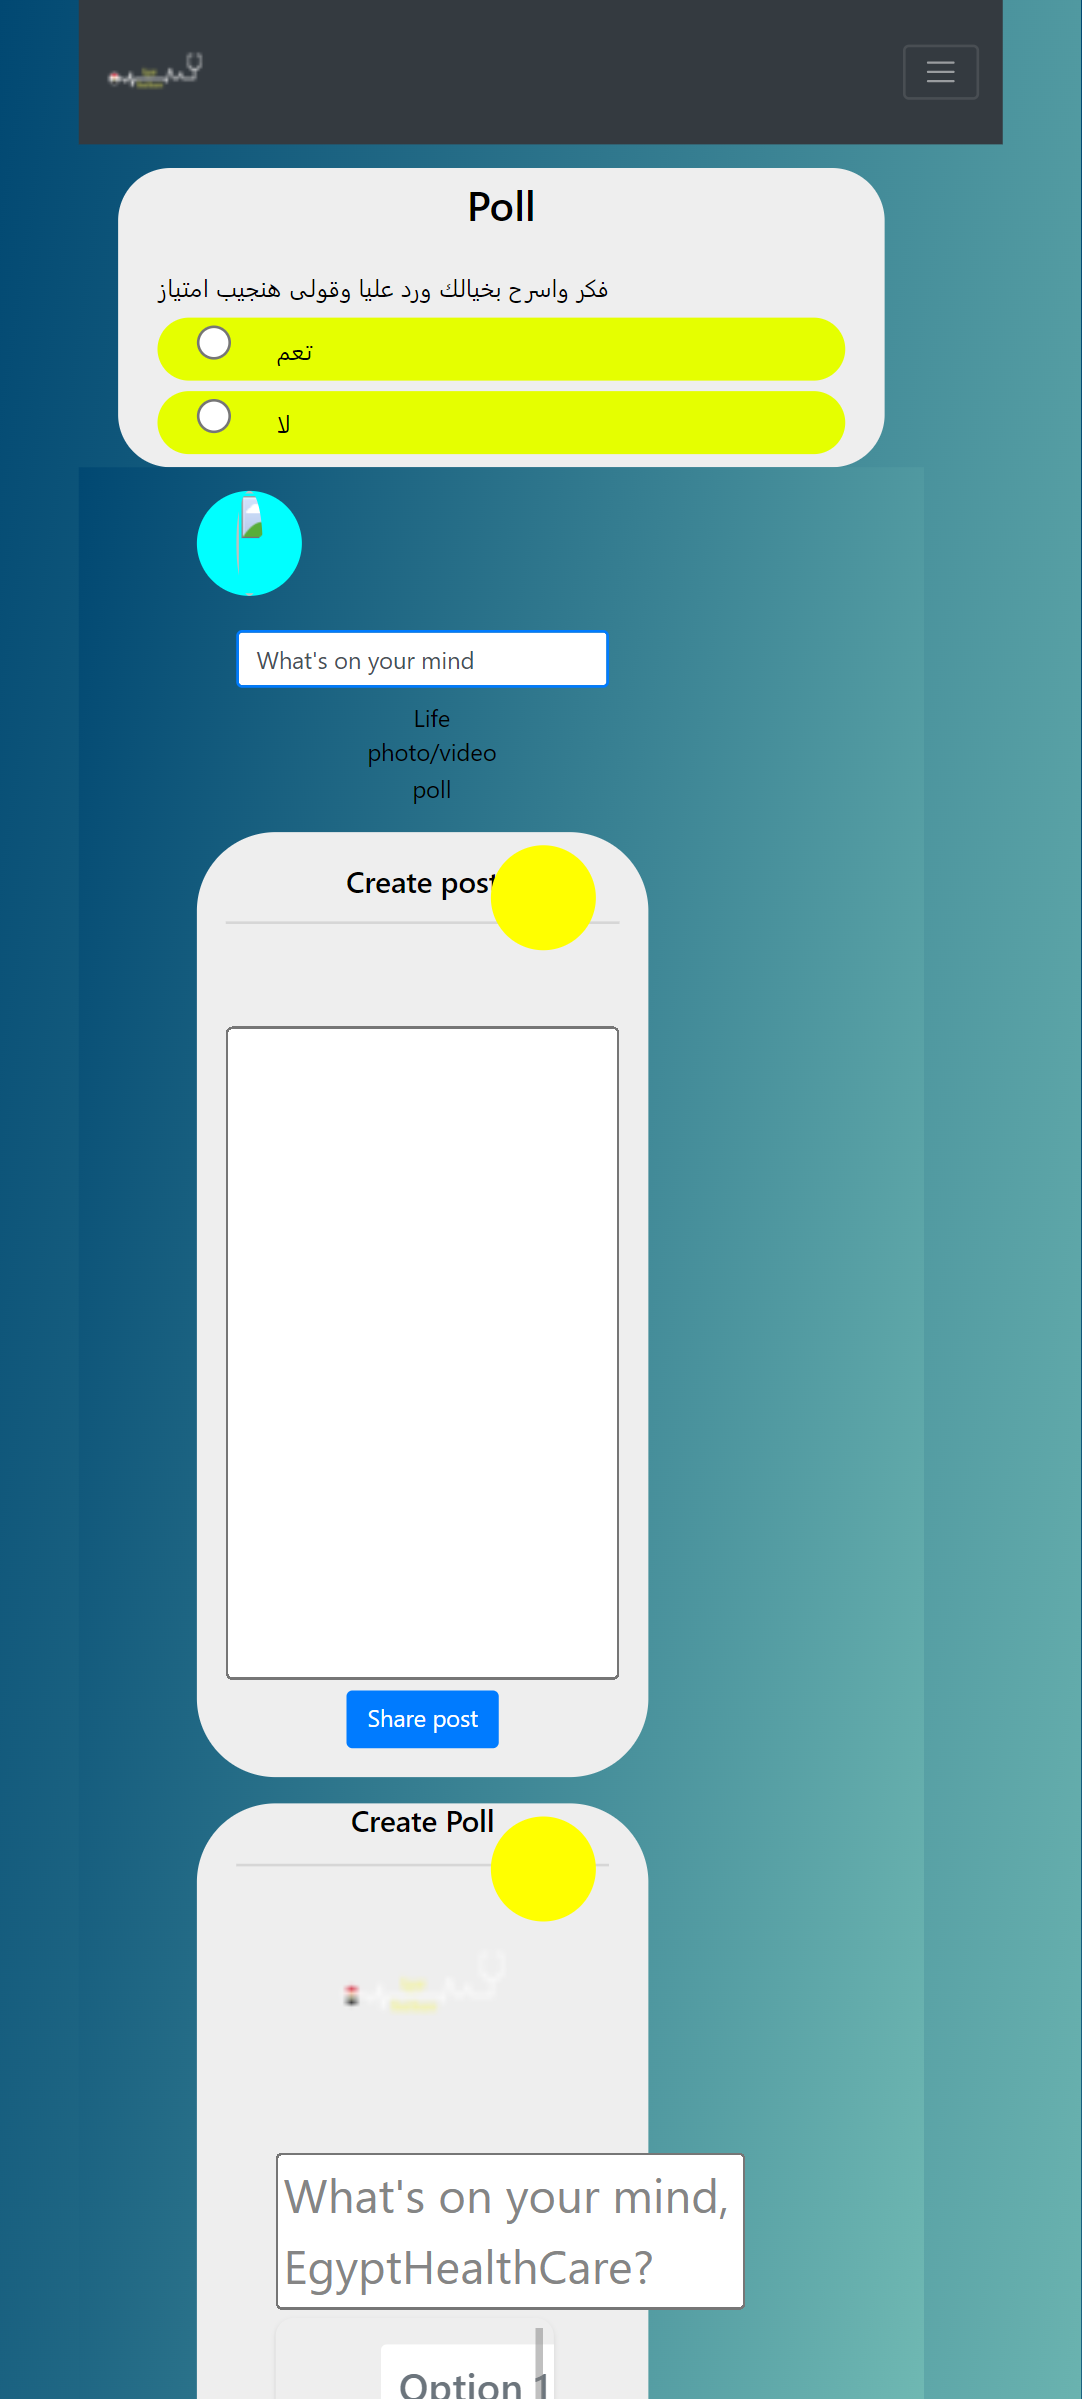 Poll
فكر واسرح بخيالك ورد عليا وقولى هنجيب امتياز
تعم
لا
What's on your mind
Life
photo/video
poll
Create post
Share post
Create Poll
What's on your mind,
EgyptHealthCare?
Option 1